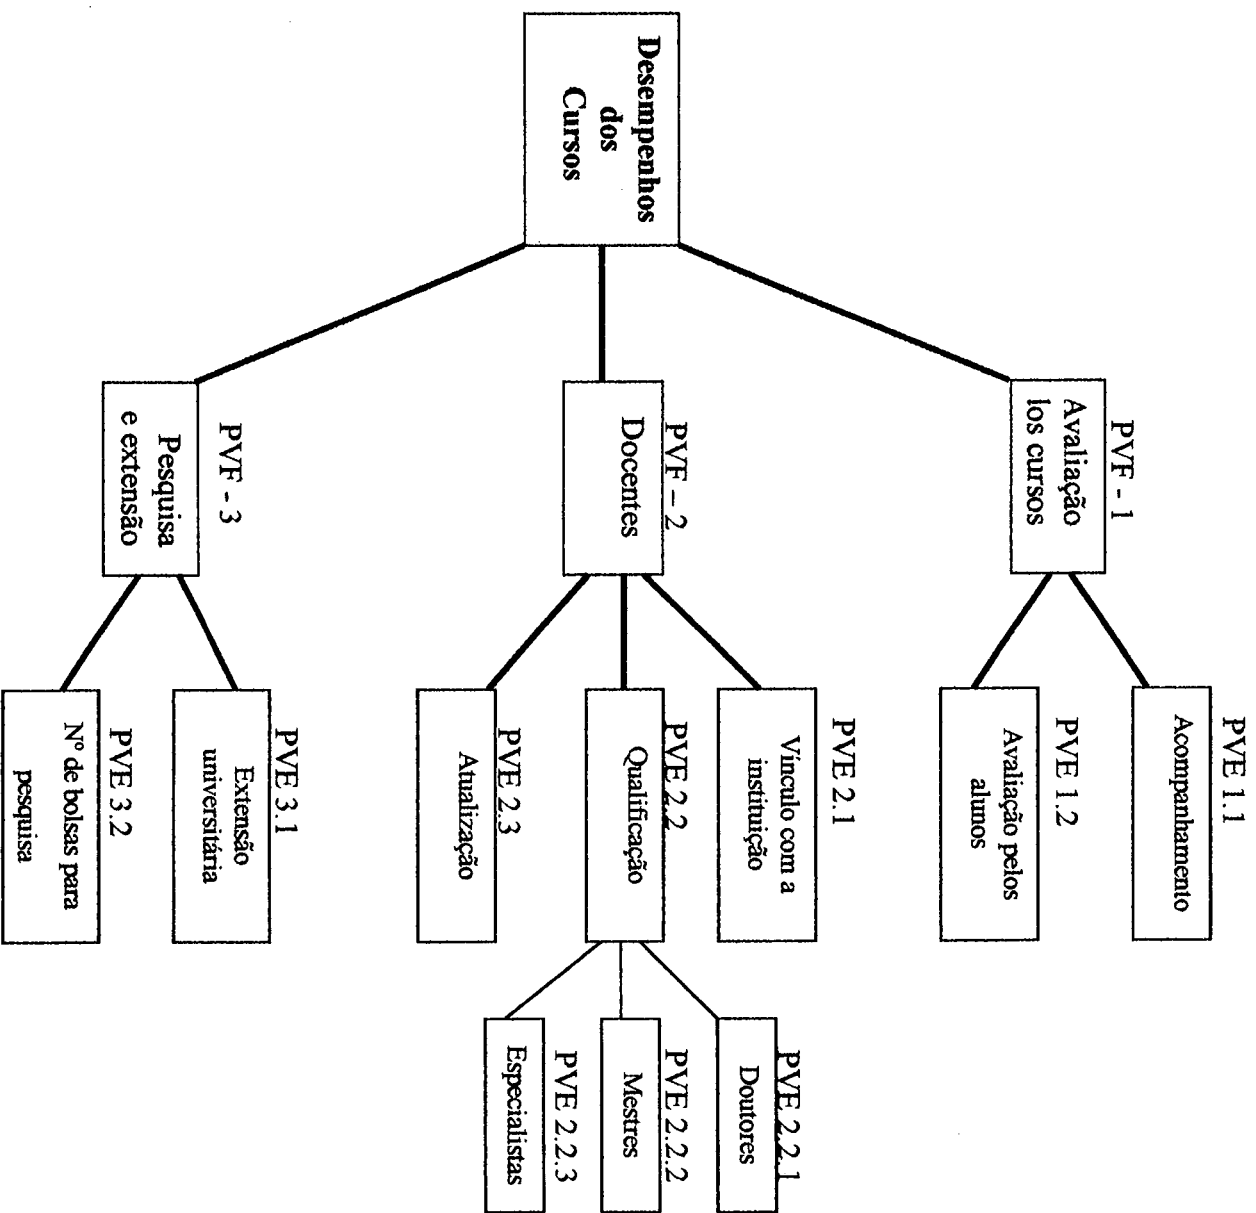 Desempenhos
dos
Cursos
PVF - 1
Avaliação
los cursos
PVE 1.1
Acompanhamento
PVE 1.2
Avaliação pelos
alunos
PVF – 2
Docentes
PVE 2.1
Vínculo com a
instituição
PVE 2.2
Qualificação
PVE 2.2.1
Doutores
PVE 2.2.2
Mestres
PVE 2.2.3
Especialistas
PVE 2.3
Atualização
PVF - 3
Pesquisa
e extensão
PVE 3.1
Extensão
universitária
PVE 3.2
Nº de bolsas para
pesquisa